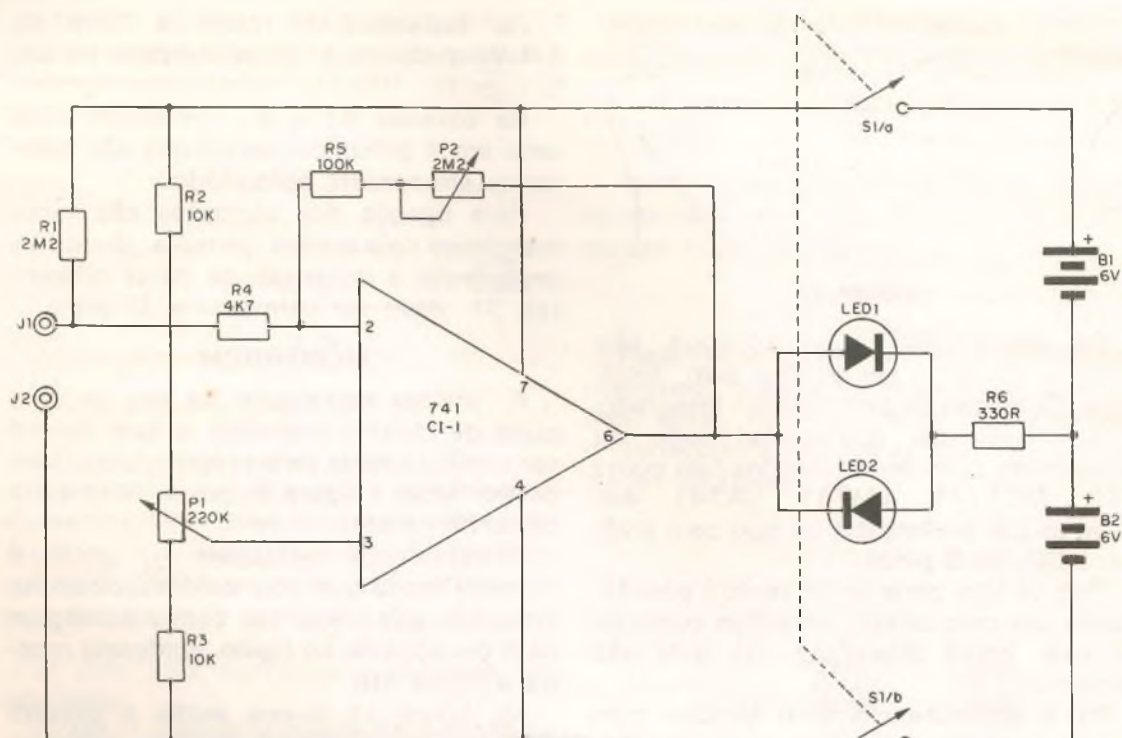 S1/a
R5
100K
P2
2M2
R1
2M2
R2
10K
+
B1
6V
R4
4K7
J1
2
LED1
7
J2
741
CI-1
6
R6
330R
4
P1
220K
LED2
+
B2
6V
3
R3
10K
S1/b